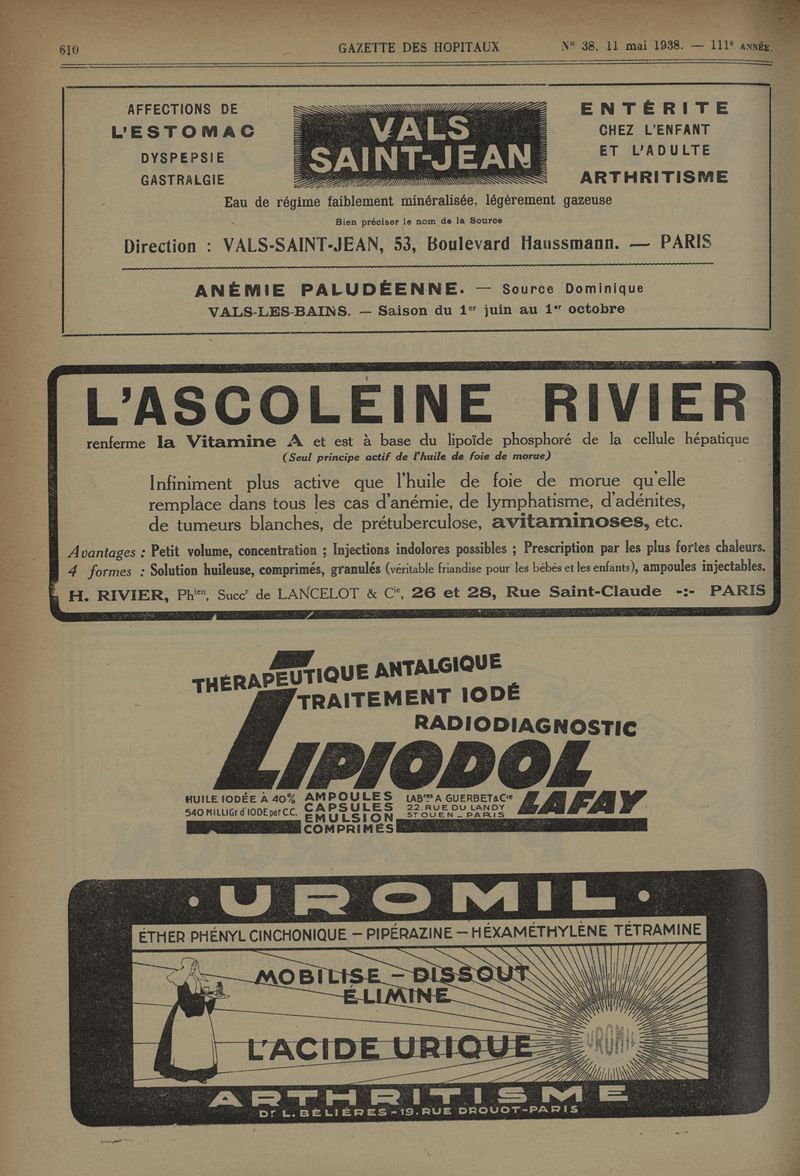 610
GAZETTE DES HOPITAUX
N° 38, 11 mai 1938. — 111e ANNÉE.
AFFECTIONS DE
L'ESTOMAC
DYSPEPSIE
GASTRALGIE
VALS
SAINT-JEAN
ENTÉRITE
CHEZ L'ENFANT
ET L'ADULTE
ARTHRITISME
Eau de régime faiblement minéralisée, légèrement gazeuse
Bien préciser le nom de la Source
Direction : VALS-SAINT-JEAN, 53, Boulevard Haussmann. — PARIS
ANÉMIE PALUDÉENNE. — Source Dominique
VALS-LES-BAINS. — Saison du 1er juin au 1er octobre
L'ASCOLÉINE RIVIER
renferme la Vitamine A et est à base du lipoïde phosphoré de la cellule hépatique
(Seul principe actif de l'huile de foie de morue)
Infiniment plus active que l'huile de foie de morue qu'elle
remplace dans tous les cas d'anémie, de lymphatisme, d'adénites,
de tumeurs blanches, de prétuberculose, avitaminoses, etc.
Avantages : Petit volume, concentration ; Injections indolores possibles ; Prescription par les plus fortes chaleurs.
4 formes : Solution huileuse, comprimés, granulés (véritable friandise pour les bébés et les enfants), ampoules injectables.
H. RIVIER, Phien, Succr de LANCELOT & Cie, 26 et 28, Rue Saint-Claude -:- PARIS
THÉRAPEUTIQUE ANTALGIQUE
TRAITEMENT IODÉ
RADIODIAGNOSTIC
LIPIODOL
LAFAY
HUILE IODÉE À 40%
540 MILLIGr d'IODE par CC.
AMPOULES
CAPSULES
EMULSION
COMPRIMÉS
LABres A GUERBET & Cie
22. RUE DU LANDY
ST OUEN - PARIS
• UROMIL •
ÉTHER PHÉNYL CINCHONIQUE — PIPÉRAZINE — HÉXAMÉTHYLÈNE TÉTRAMINE
MOBILISE - DISSOUT
ÉLIMINE
L'ACIDE URIQUE
UROMIL
ARTHRITISME
Dr L. BÉLIÈRES - 19. RUE DROUOT - PARIS